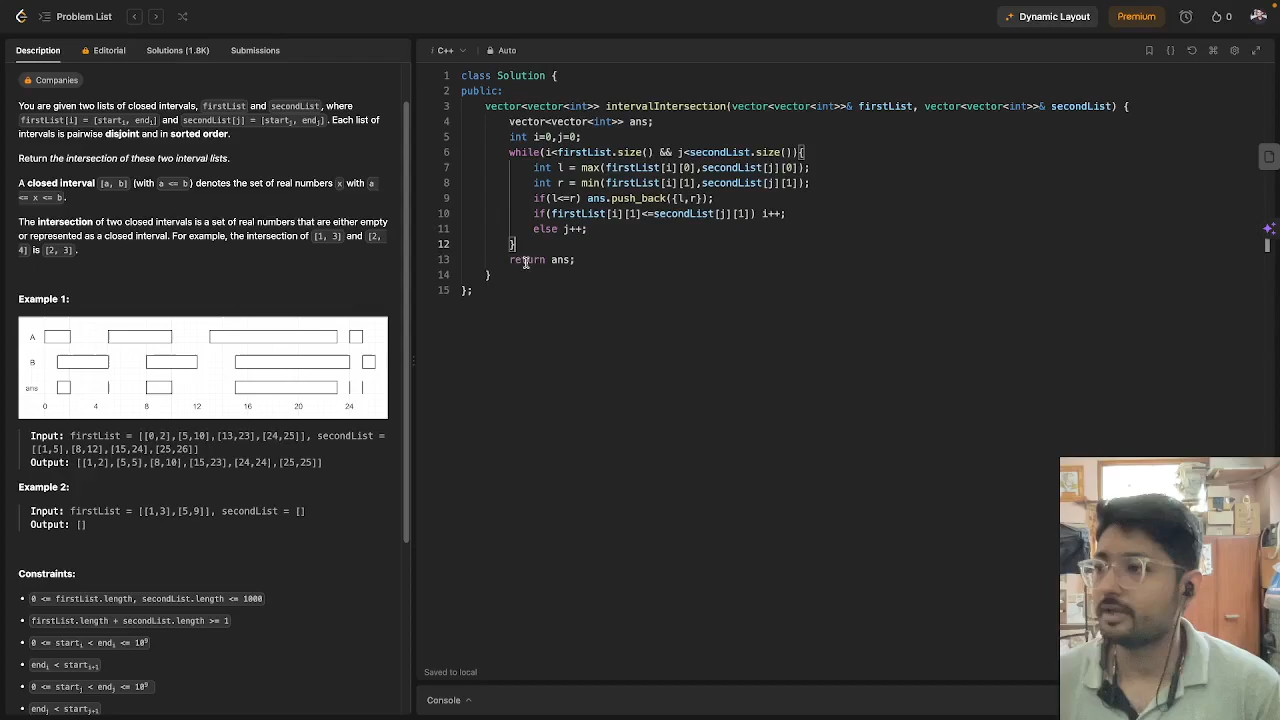 Problem List
Dynamic Layout
Premium
0
Description
Editorial
Solutions (1.8K)
Submissions
Companies
You are given two lists of closed intervals, firstList and secondList, where
firstList[i] = [starti, endi] and secondList[j] = [startj, endj]. Each list of
intervals is pairwise disjoint and in sorted order.
Return the intersection of these two interval lists.
A closed interval [a, b] (with a <= b) denotes the set of real numbers x with a
<= x <= b.
The intersection of two closed intervals is a set of real numbers that are either empty
or represented as a closed interval. For example, the intersection of [1, 3] and [2,
4] is [2, 3].
Example 1:
A
B
ans
0 4 8 12 16 20 24
Input: firstList = [[0,2],[5,10],[13,23],[24,25]], secondList =
[[1,5],[8,12],[15,24],[25,26]]
Output: [[1,2],[5,5],[8,10],[15,23],[24,24],[25,25]]
Example 2:
Input: firstList = [[1,3],[5,9]], secondList = []
Output: []
Constraints:
• 0 <= firstList.length, secondList.length <= 1000
• firstList.length + secondList.length >= 1
• 0 <= starti < endi <= 10^9
• endi < starti+1
• 0 <= startj < endj <= 10^9
• endj < startj+1
i C++
Auto
1 class Solution {
2 public:
3 vector<vector<int>> intervalIntersection(vector<vector<int>>& firstList, vector<vector<int>>& secondList) {
4 vector<vector<int>> ans;
5 int i=0,j=0;
6 while(i<firstList.size() && j<secondList.size()){
7 int l = max(firstList[i][0],secondList[j][0]);
8 int r = min(firstList[i][1],secondList[j][1]);
9 if(l<=r) ans.push_back({l,r});
10 if(firstList[i][1]<=secondList[j][1]) i++;
11 else j++;
12 }
13 return ans;
14 }
15 };
Saved to local
Console